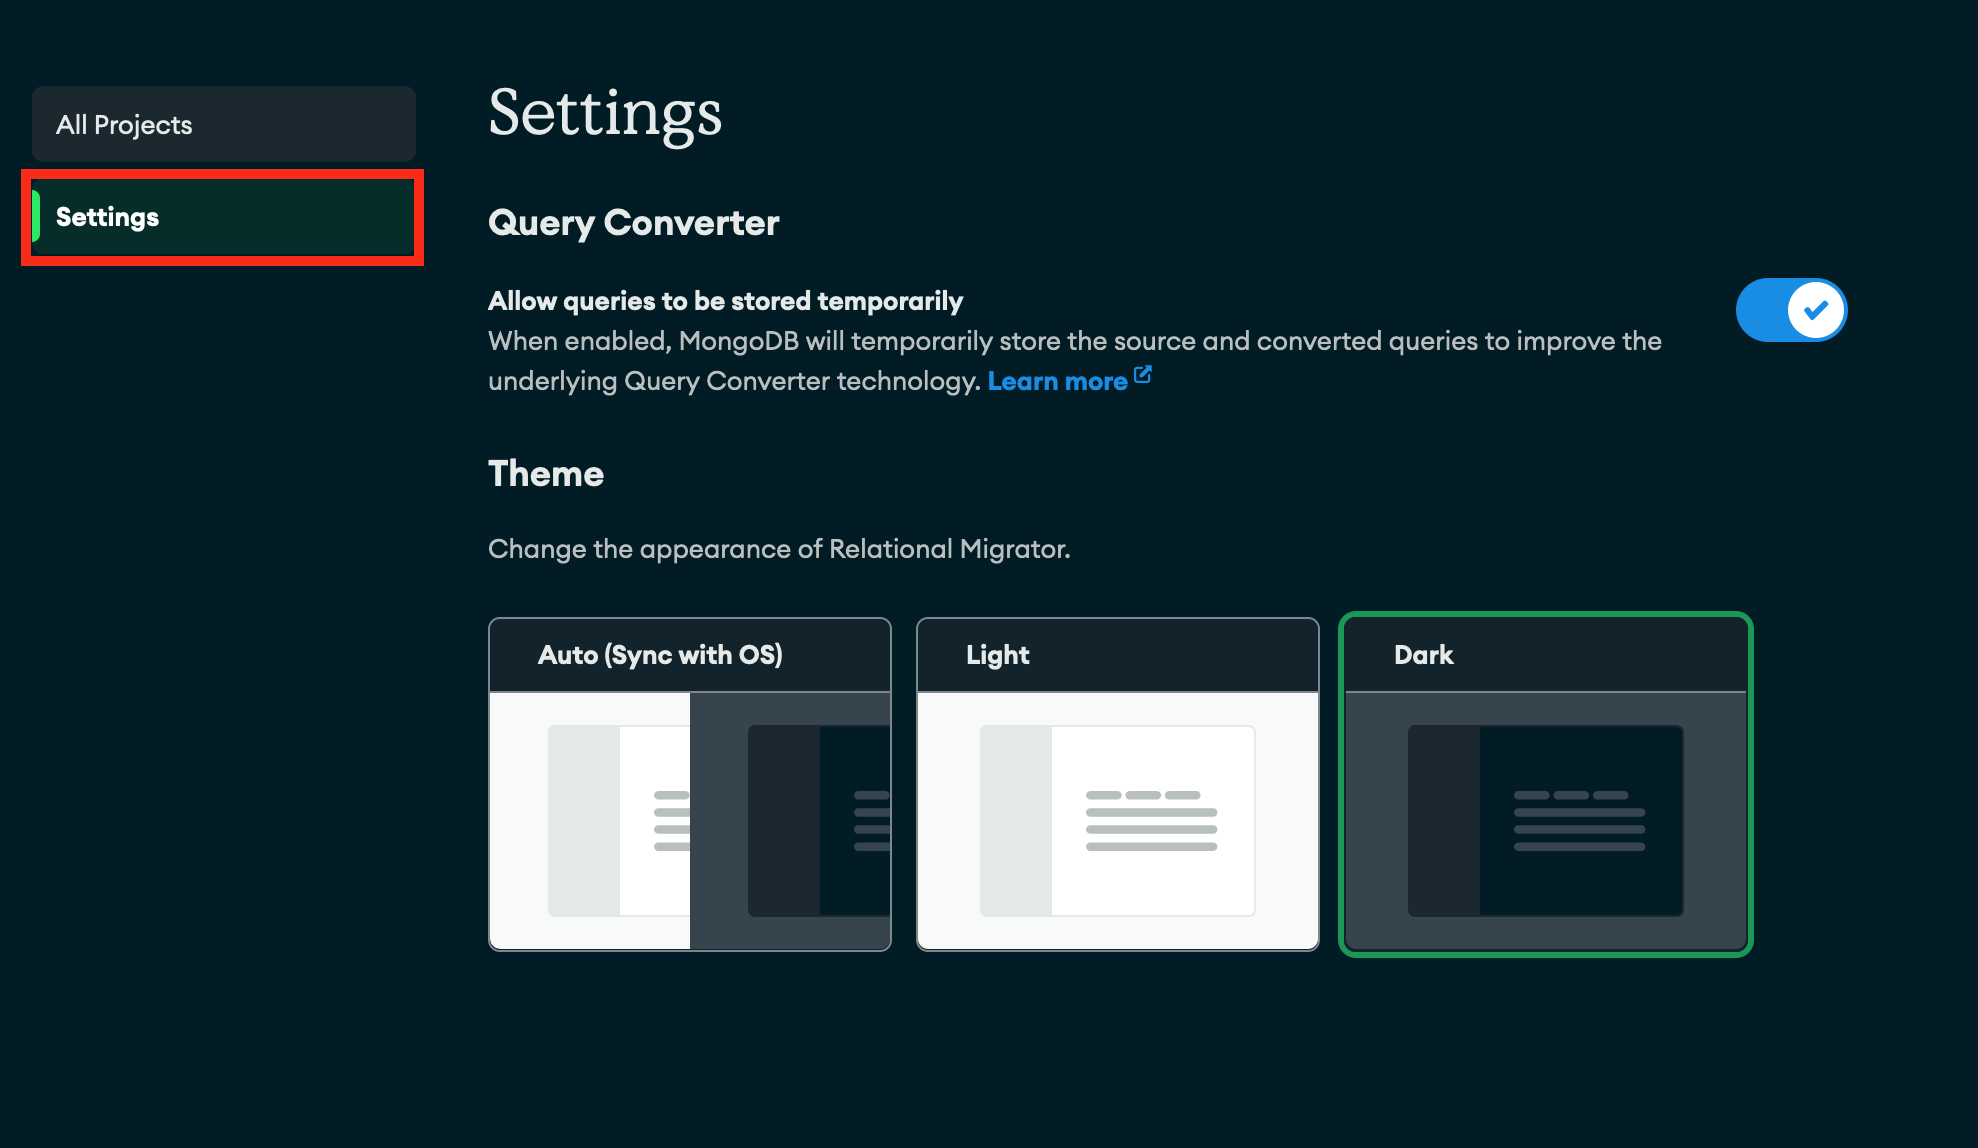 All Projects
Settings
Settings
Query Converter
Allow queries to be stored temporarily
When enabled, MongoDB will temporarily store the source and converted queries to improve the
underlying Query Converter technology. Learn more
Theme
Change the appearance of Relational Migrator.
Auto (Sync with OS)
Light
Dark